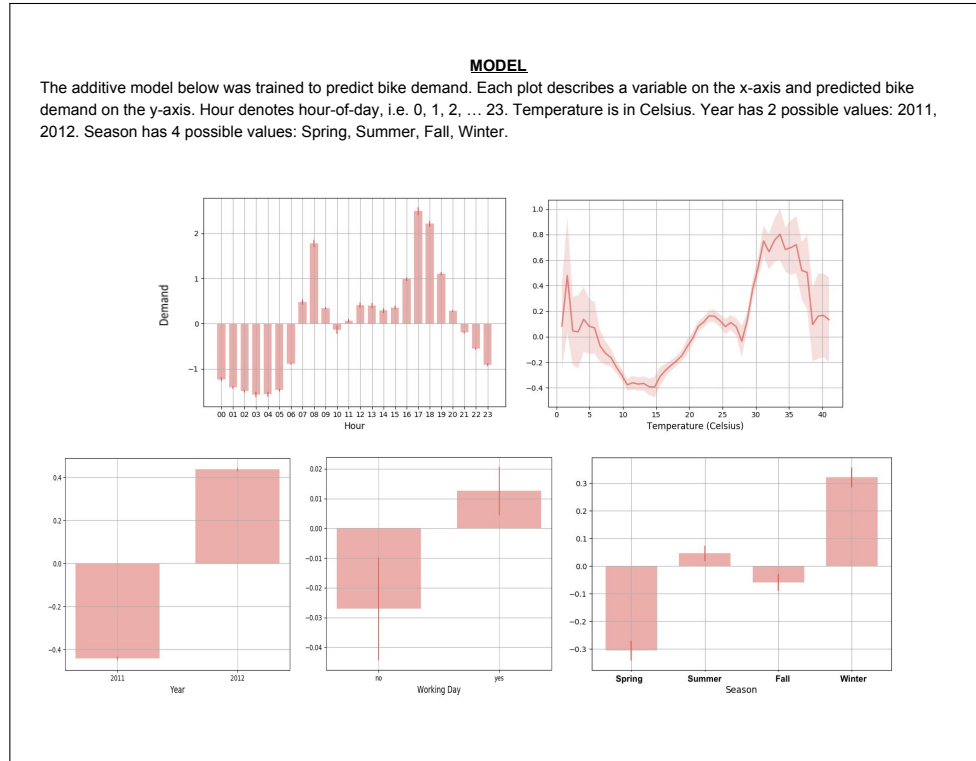 MODEL
The additive model below was trained to predict bike demand. Each plot describes a variable on the x-axis and predicted bike
demand on the y-axis. Hour denotes hour-of-day, i.e. 0, 1, 2, … 23. Temperature is in Celsius. Year has 2 possible values: 2011,
2012. Season has 4 possible values: Spring, Summer, Fall, Winter.
Demand
2
1
0
−1
00 01 02 03 04 05 06 07 08 09 10 11 12 13 14 15 16 17 18 19 20 21 22 23
Hour
1.0
0.8
0.6
0.4
0.2
0.0
−0.2
−0.4
0 5 10 15 20 25 30 35 40
Temperature (Celsius)
0.4
0.2
0.0
−0.2
−0.4
2011 2012
Year
0.02
0.01
0.00
−0.01
−0.02
−0.03
−0.04
no yes
Working Day
0.3
0.2
0.1
0.0
−0.1
−0.2
−0.3
Spring Summer Fall Winter
Season